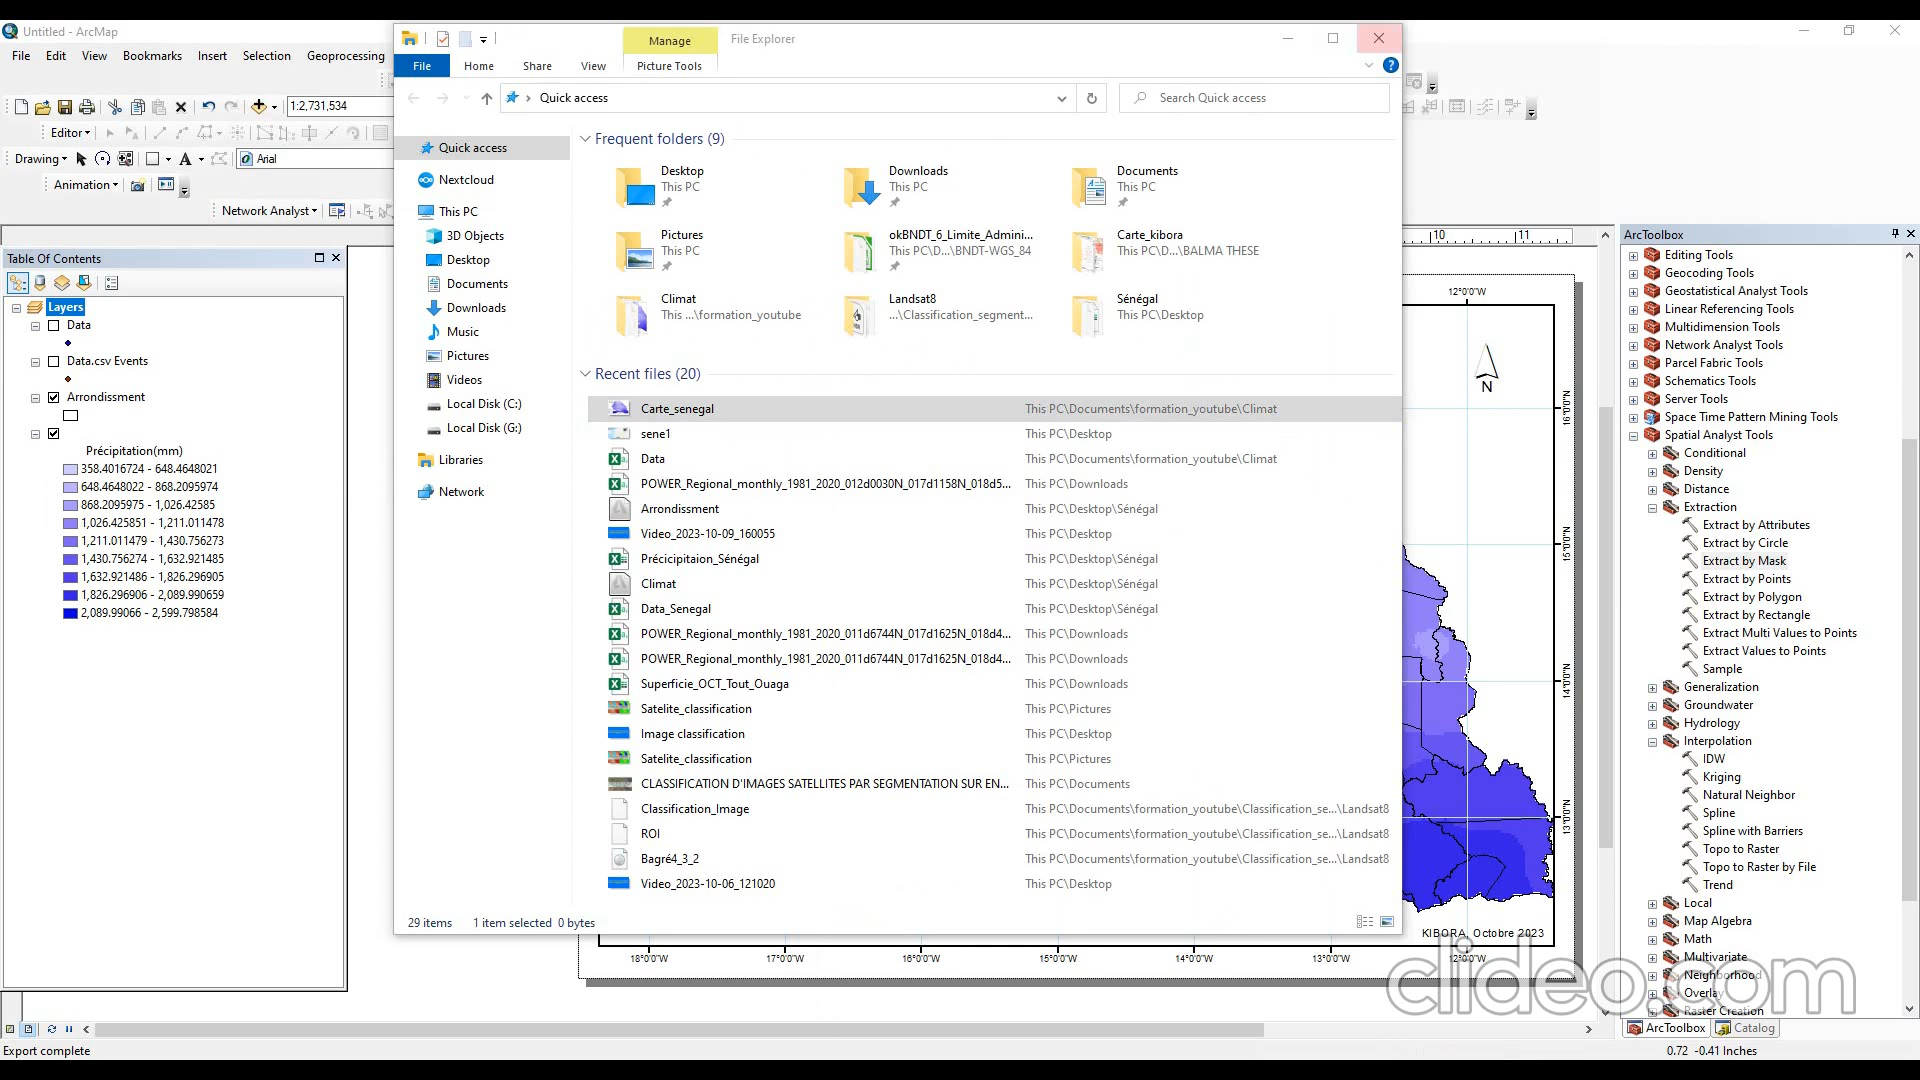 Untitled - ArcMap
File Edit View Bookmarks Insert Selection Geoprocessing
1:2,731,534
Editor
Drawing
A
Arial
Animation
Network Analyst
Table Of Contents
Layers
Data
Data.csv Events
Arrondissment
Précipitation(mm)
358.4016724 - 648.4648021
648.4648022 - 868.2095974
868.2095975 - 1,026.42585
1,026.425851 - 1,211.011478
1,211.011479 - 1,430.756273
1,430.756274 - 1,632.921485
1,632.921486 - 1,826.296905
1,826.296906 - 2,089.990659
2,089.99066 - 2,599.798584
Export complete
Manage
File Explorer
File Home Share View Picture Tools
Quick access
Search Quick access
Quick access
Nextcloud
This PC
3D Objects
Desktop
Documents
Downloads
Music
Pictures
Videos
Local Disk (C:)
Local Disk (G:)
Libraries
Network
Frequent folders (9)
Desktop
This PC
Downloads
This PC
Documents
This PC
Pictures
This PC
okBNDT_6_Limite_Admini...
This PC\D...\BNDT-WGS_84
Carte_kibora
This PC\D...\BALMA THESE
Climat
This ...\formation_youtube
Landsat8
...\Classification_segment...
Sénégal
This PC\Desktop
Recent files (20)
Carte_senegal This PC\Documents\formation_youtube\Climat
sene1 This PC\Desktop
Data This PC\Documents\formation_youtube\Climat
POWER_Regional_monthly_1981_2020_012d0030N_017d1158N_018d5... This PC\Downloads
Arrondissment This PC\Desktop\Sénégal
Video_2023-10-09_160055 This PC\Desktop
Précicipitaion_Sénégal This PC\Desktop\Sénégal
Climat This PC\Desktop\Sénégal
Data_Senegal This PC\Desktop\Sénégal
POWER_Regional_monthly_1981_2020_011d6744N_017d1625N_018d4... This PC\Downloads
POWER_Regional_monthly_1981_2020_011d6744N_017d1625N_018d4... This PC\Downloads
Superficie_OCT_Tout_Ouaga This PC\Downloads
Satelite_classification This PC\Pictures
Image classification This PC\Desktop
Satelite_classification This PC\Pictures
CLASSIFICATION D'IMAGES SATELLITES PAR SEGMENTATION SUR EN... This PC\Documents
Classification_Image This PC\Documents\formation_youtube\Classification_se...\Landsat8
ROI This PC\Documents\formation_youtube\Classification_se...\Landsat8
Bagré4_3_2 This PC\Documents\formation_youtube\Classification_se...\Landsat8
Video_2023-10-06_121020 This PC\Desktop
29 items 1 item selected 0 bytes
10 11
12°0'0"W
N
16°0'0"N
15°0'0"N
14°0'0"N
13°0'0"N
KIBORA, Octobre 2023
18°0'0"W 17°0'0"W 16°0'0"W 15°0'0"W 14°0'0"W 13°0'0"W 12°0'0"W
ArcToolbox
Editing Tools
Geocoding Tools
Geostatistical Analyst Tools
Linear Referencing Tools
Multidimension Tools
Network Analyst Tools
Parcel Fabric Tools
Schematics Tools
Server Tools
Space Time Pattern Mining Tools
Spatial Analyst Tools
Conditional
Density
Distance
Extraction
Extract by Attributes
Extract by Circle
Extract by Mask
Extract by Points
Extract by Polygon
Extract by Rectangle
Extract Multi Values to Points
Extract Values to Points
Sample
Generalization
Groundwater
Hydrology
Interpolation
IDW
Kriging
Natural Neighbor
Spline
Spline with Barriers
Topo to Raster
Topo to Raster by File
Trend
Local
Map Algebra
Math
Multivariate
Neighborhood
Overlay
Raster Creation
ArcToolbox Catalog
0.72 -0.41 Inches
clideo.com